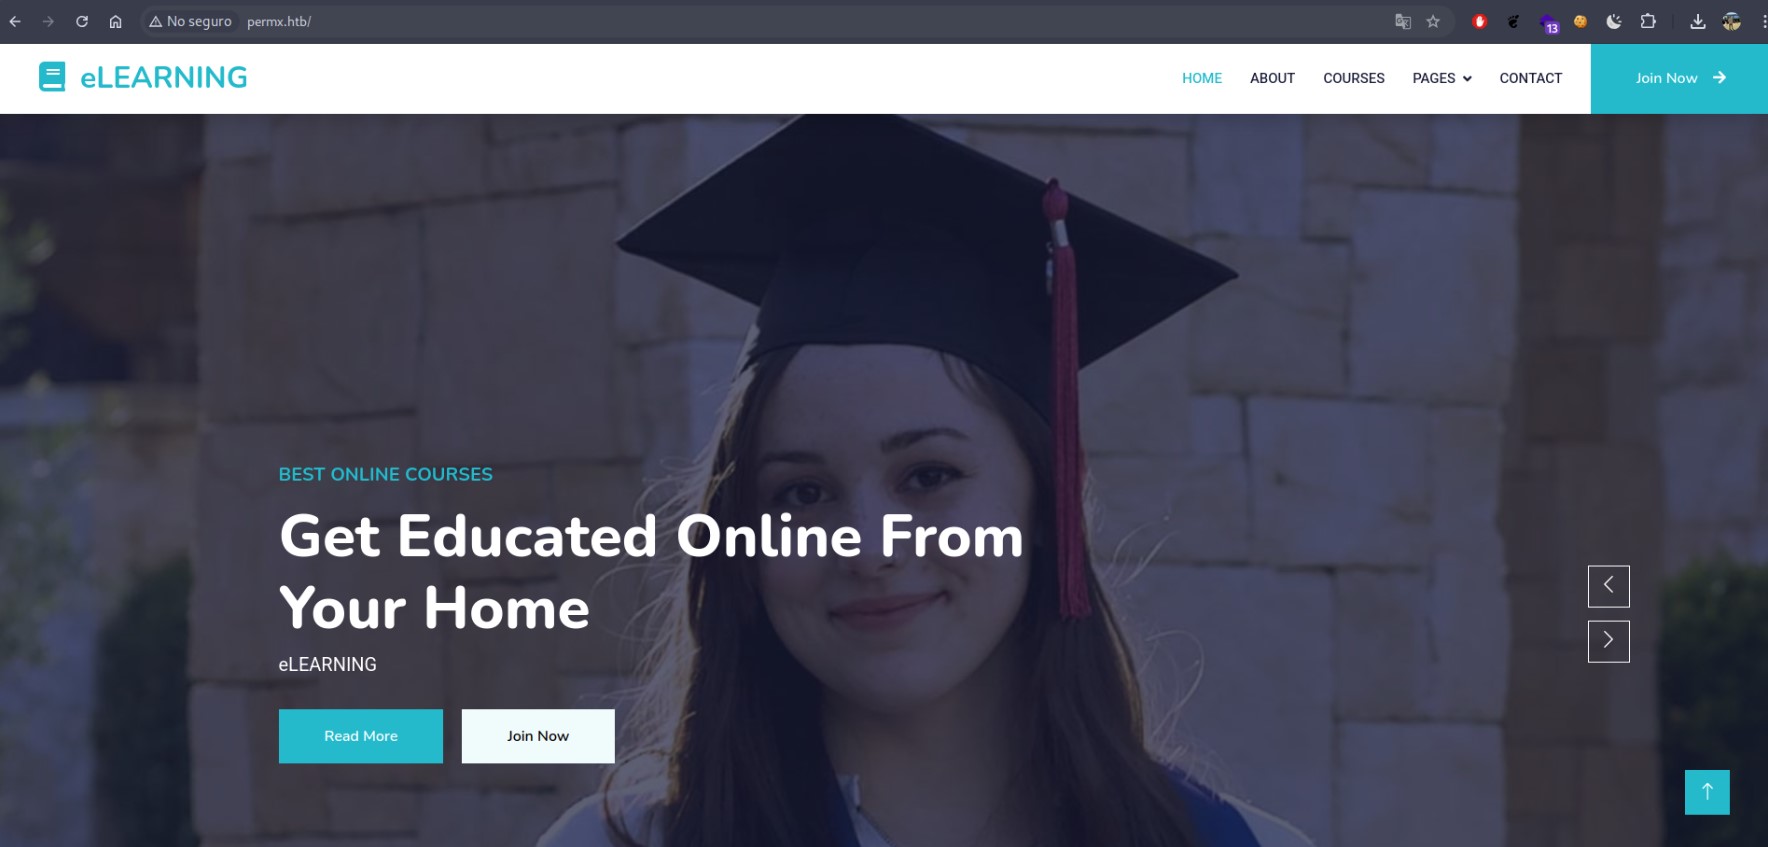 No seguro permx.htb/
13
eLEARNING
HOME ABOUT COURSES PAGES CONTACT Join Now
BEST ONLINE COURSES
Get Educated Online From
Your Home
eLEARNING
Read More Join Now